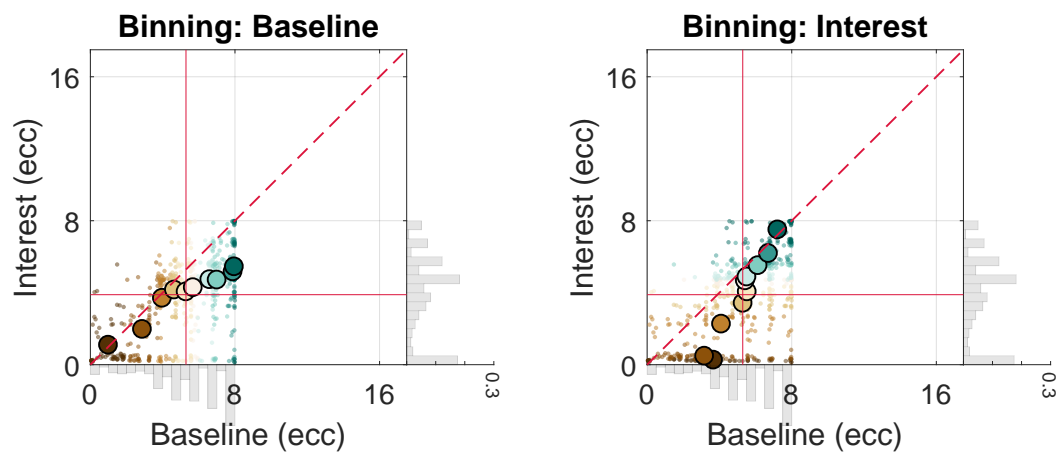 Binning: Baseline
Interest (ecc)
16
8
0
0
8
16
0.3
Baseline (ecc)
Binning: Interest
Interest (ecc)
16
8
0
0
8
16
0.3
Baseline (ecc)